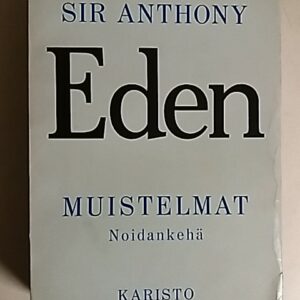 SIR ANTHONY
Eden
MUISTELMAT
Noidankehä
KARISTO